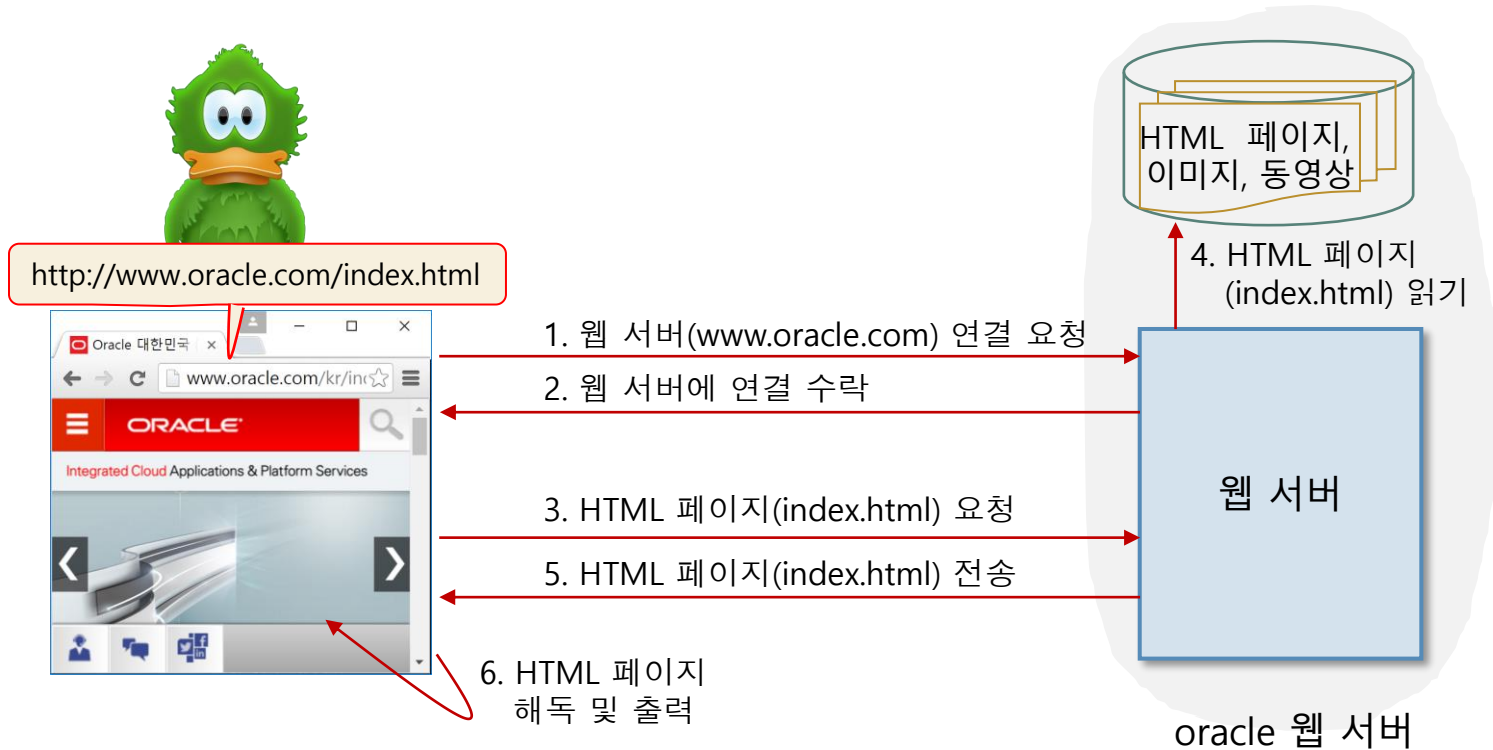 HTML 페이지,
이미지, 동영상
http://www.oracle.com/index.html
4. HTML 페이지
(index.html) 읽기
Oracle 대한민국
www.oracle.com/kr/in
ORACLE
Integrated Cloud Applications & Platform Services
1. 웹 서버(www.oracle.com) 연결 요청
2. 웹 서버에 연결 수락
3. HTML 페이지(index.html) 요청
5. HTML 페이지(index.html) 전송
웹 서버
6. HTML 페이지
해독 및 출력
oracle 웹 서버